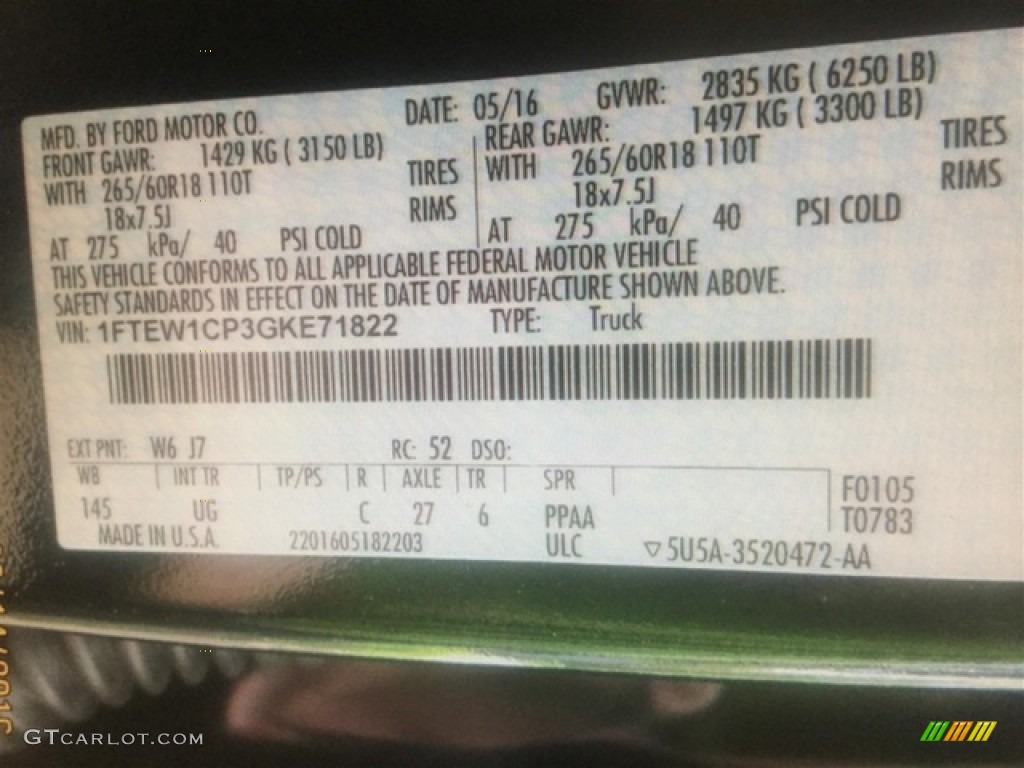 MFD. BY FORD MOTOR CO. DATE: 05/16 GVWR: 2835 KG ( 6250 LB)
FRONT GAWR: 1429 KG ( 3150 LB) REAR GAWR: 1497 KG ( 3300 LB)
WITH 265/60R18 110T TIRES WITH 265/60R18 110T TIRES
18x7.5J RIMS 18x7.5J RIMS
AT 275 kPa/ 40 PSI COLD AT 275 kPa/ 40 PSI COLD
THIS VEHICLE CONFORMS TO ALL APPLICABLE FEDERAL MOTOR VEHICLE
SAFETY STANDARDS IN EFFECT ON THE DATE OF MANUFACTURE SHOWN ABOVE.
VIN: 1FTEW1CP3GKE71822 TYPE: Truck
EXT PNT: W6 J7 RC: 52 DSO:
WB INT TR TP/PS R AXLE TR SPR
145 UG C 27 6 PPAA
F0105
T0783
MADE IN U.S.A. 2201605182203 ULC ▽5U5A-3520472-AA
GTCARLOT.COM